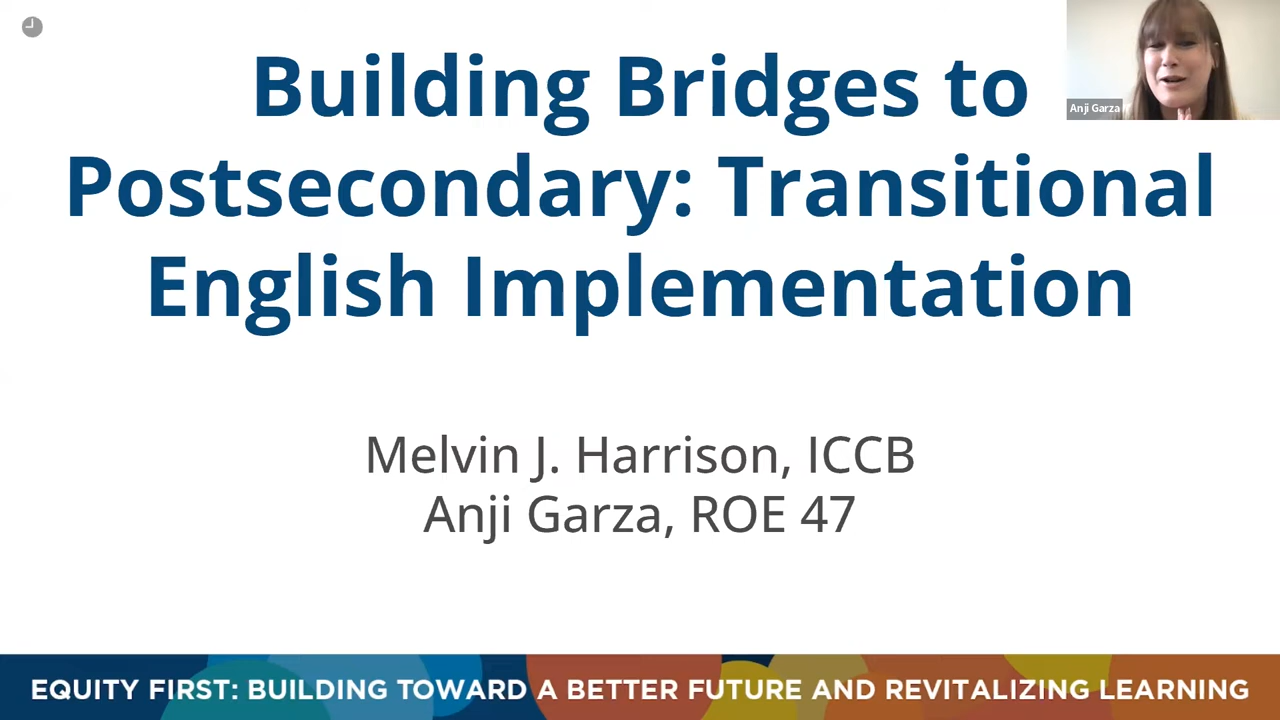 Building Bridges to
Postsecondary: Transitional
English Implementation
Anji Garza
Melvin J. Harrison, ICCB
Anji Garza, ROE 47
EQUITY FIRST: BUILDING TOWARD A BETTER FUTURE AND REVITALIZING LEARNING